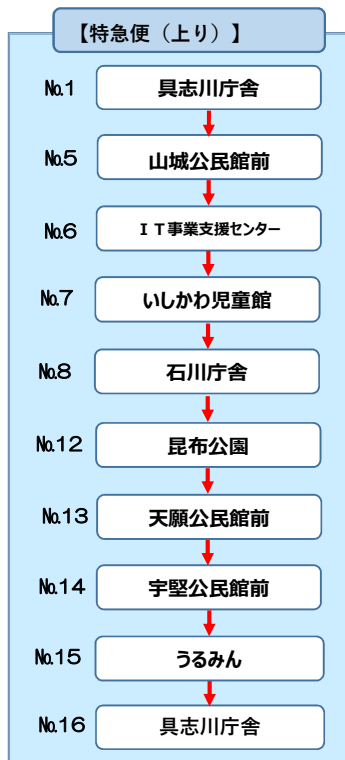 【特急便（上り）】
№1 具志川庁舎
№5 山城公民館前
№6 ＩＴ事業支援センター
№7 いしかわ児童館
№8 石川庁舎
№12 昆布公園
№13 天願公民館前
№14 宇堅公民館前
№15 うるみん
№16 具志川庁舎